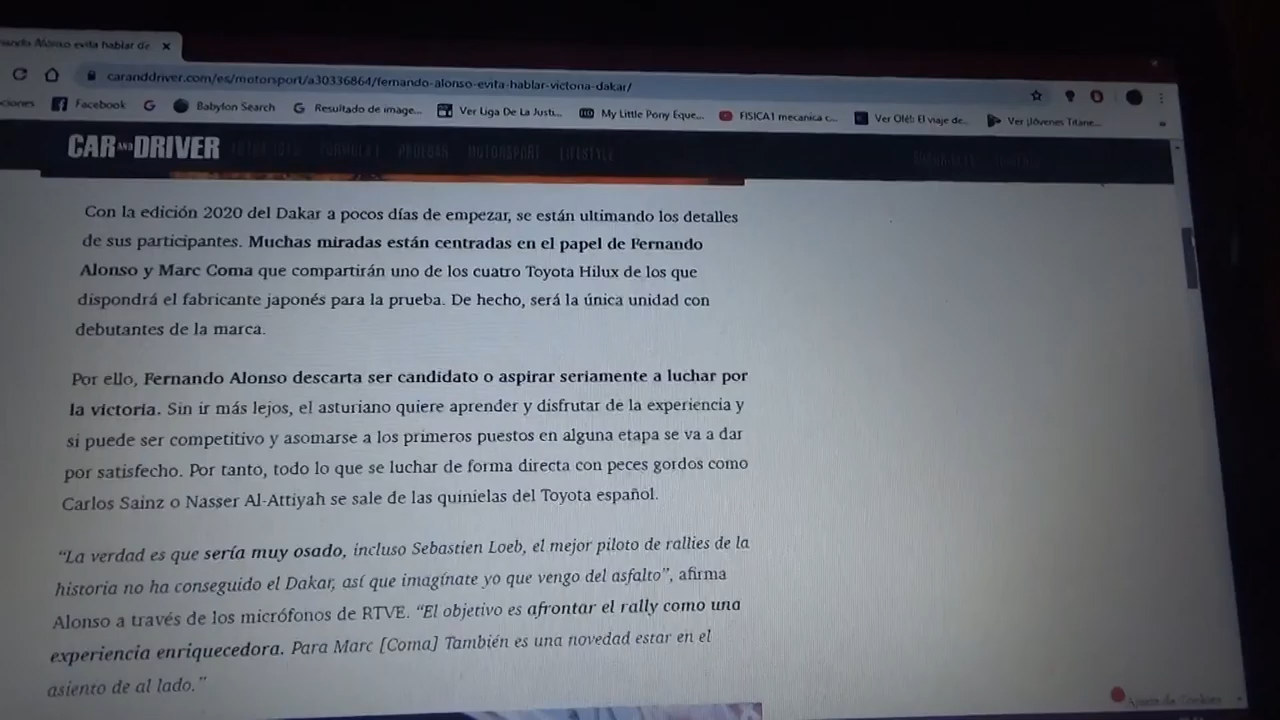 Alonso evita hablar de
caranddriver.com/es/motorsport/a30336864/fernando-alonso-evita-hablar-victoria-dakar/
Facebook
Babylon Search
Resultado de image...
Ver Liga De La Justi...
My Little Pony Eque...
FISICA1 mecanica c...
Ver Olé!: El viaje de...
Ver ¡Jóvenes Titane...
CAR AND DRIVER
FORMULA 1 PRUEBAS MOTORSPORT LIFESTYLE
Con la edición 2020 del Dakar a pocos días de empezar, se están ultimando los detalles
de sus participantes. Muchas miradas están centradas en el papel de Fernando
Alonso y Marc Coma que compartirán uno de los cuatro Toyota Hilux de los que
dispondrá el fabricante japonés para la prueba. De hecho, será la única unidad con
debutantes de la marca.
Por ello, Fernando Alonso descarta ser candidato o aspirar seriamente a luchar por
la victoria. Sin ir más lejos, el asturiano quiere aprender y disfrutar de la experiencia y
si puede ser competitivo y asomarse a los primeros puestos en alguna etapa se va a dar
por satisfecho. Por tanto, todo lo que se luchar de forma directa con peces gordos como
Carlos Sainz o Nasser Al-Attiyah se sale de las quinielas del Toyota español.
“La verdad es que sería muy osado, incluso Sebastien Loeb, el mejor piloto de rallies de la
historia no ha conseguido el Dakar, así que imagínate yo que vengo del asfalto”, afirma
Alonso a través de los micrófonos de RTVE. “El objetivo es afrontar el rally como una
experiencia enriquecedora. Para Marc [Coma] También es una novedad estar en el
asiento de al lado.”
Ajuste de Cookies